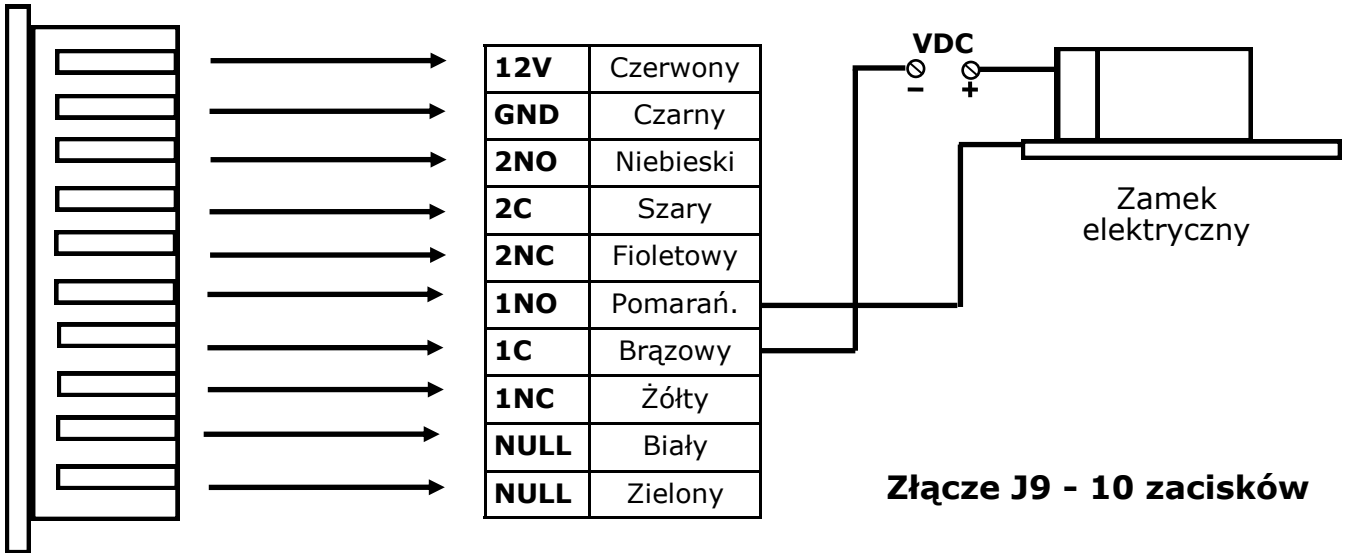 12V Czerwony
GND Czarny
2NO Niebieski
2C Szary
2NC Fioletowy
1NO Pomarań.
1C Brązowy
1NC Żółty
NULL Biały
NULL Zielony
VDC
– +
Zamek
elektryczny
Złącze J9 - 10 zacisków